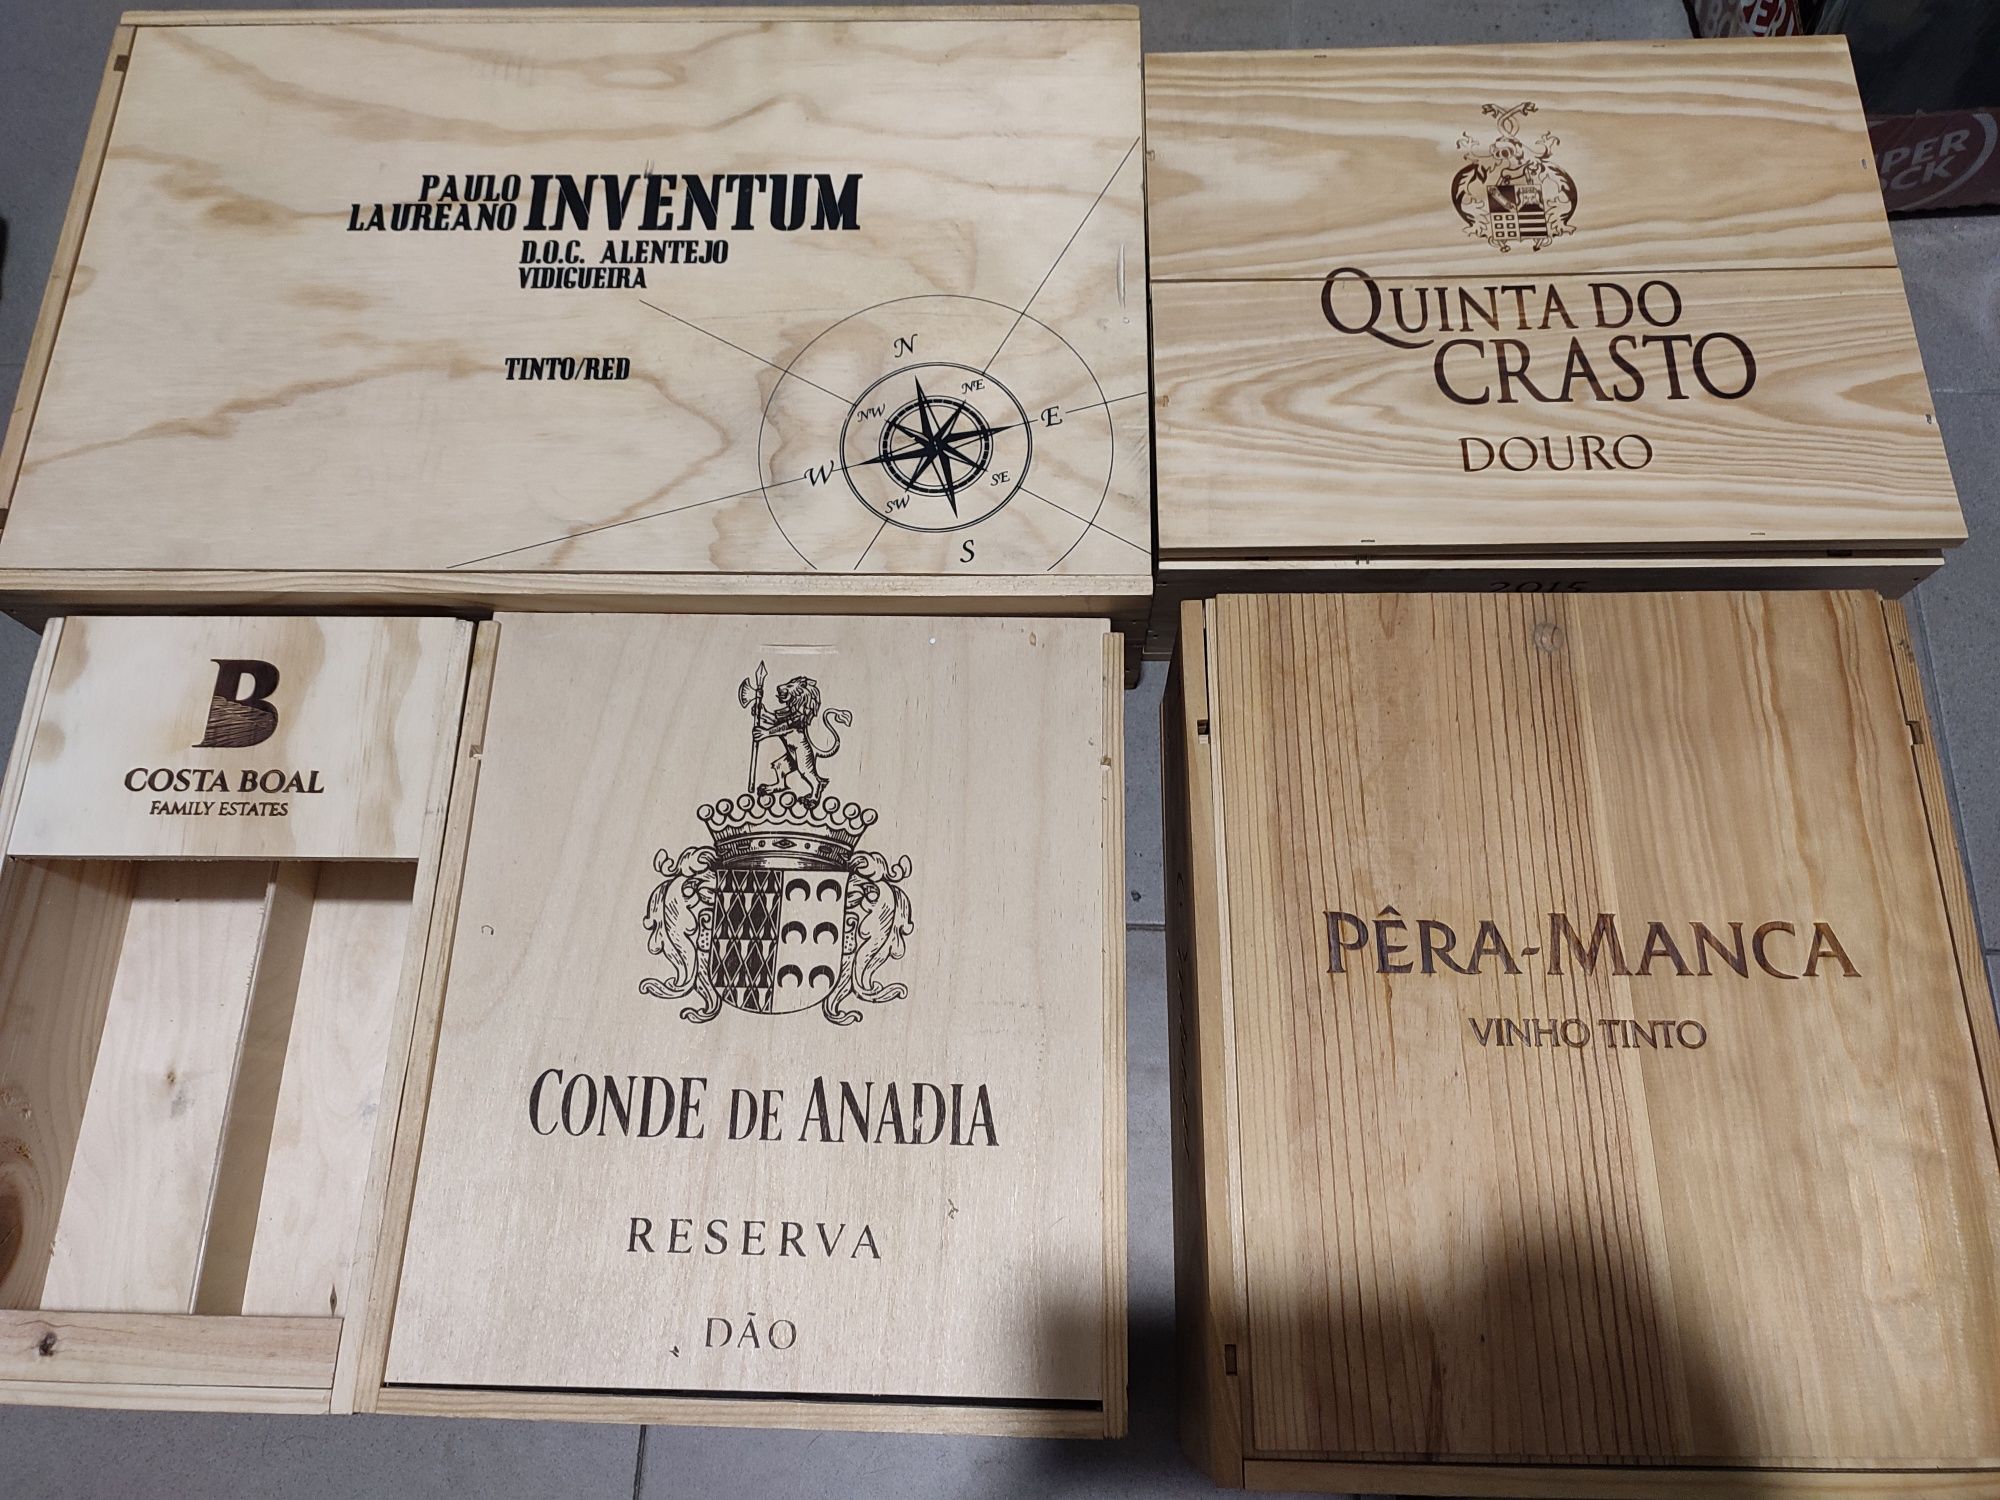 PAULO
LAUREANO INVENTUM
D.O.C. ALENTEJO
VIDIGUEIRA
TINTO/RED
N
NE
E
SE
S
SW
W
NW
QUINTA DO
CRASTO
DOURO
2015
B
COSTA BOAL
FAMILY ESTATES
CONDE DE ANADIA
RESERVA
DÃO
PÊRA-MANCA
VINHO TINTO